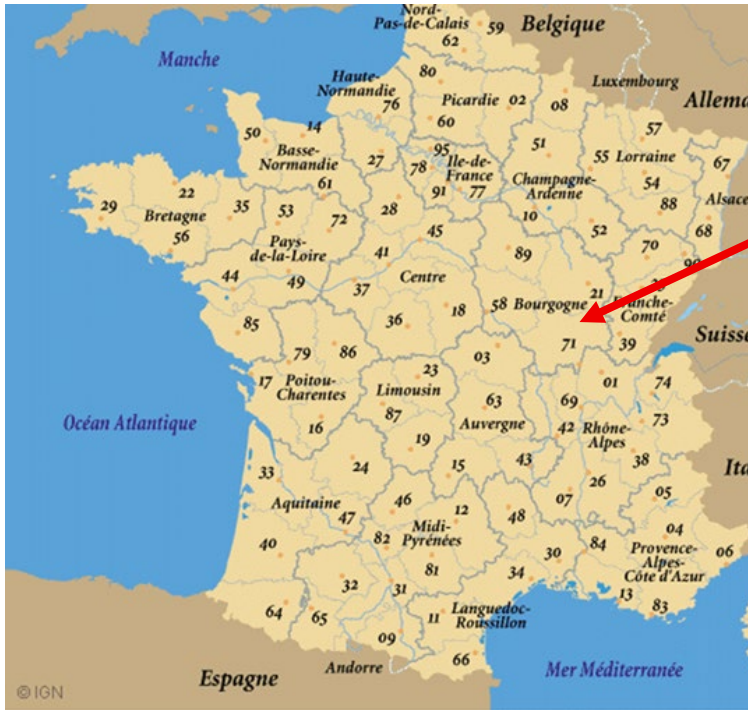 Nord-
Pas-de-Calais
59
Belgique
62
Manche
80
Haute-
Normandie
Luxembourg
Picardie
02
08
Allema
76
60
14
50
57
51
Basse-
Normandie
27
95
Ile-de-
France
78
55
Lorraine
67
61
91
77
Champagne-
Ardenne
54
Alsace
22
29
Bretagne
35
53
72
28
10
88
56
Pays-
de-la-Loire
45
52
68
89
70
90
41
44
49
37
Centre
21
58
Bourgogne
Franche-
Comté
18
85
36
71
39
Suisse
79
86
03
23
01
74
17
Poitou-
Charentes
Limousin
63
69
87
Auvergne
42
Rhône-
Alpes
73
Océan Atlantique
16
19
38
24
15
43
33
26
Ita
07
05
Aquitaine
46
12
48
47
Midi-
Pyrénées
04
40
82
30
84
06
Provence-
Alpes-
Côte d'Azur
81
34
32
31
13
64
65
11
Languedoc-
Roussillon
83
09
66
Andorre
Espagne
Mer Méditerranée
© IGN